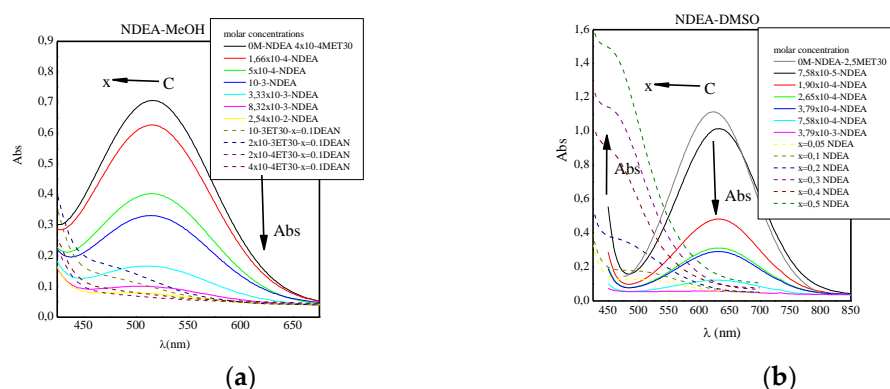 NDEA-MeOH
molar concentrations
0M-NDEA 4x10-4MET30
1,66x10-4-NDEA
5x10-4-NDEA
10-3-NDEA
3,33x10-3-NDEA
8,32x10-3-NDEA
2,54x10-2-NDEA
10-3ET30-x=0.1DEAN
2x10-3ET30-x=0.1DEAN
2x10-4ET30-x=0.1DEAN
4x10-4ET30-x=0.1DEAN
x C
Abs
Abs
0,9
0,8
0,7
0,6
0,5
0,4
0,3
0,2
0,1
0,0
450 500 550 600 650
λ(nm)
(a)
NDEA-DMSO
molar concentration
0M-NDEA-2,5MET30
7,58x10-5-NDEA
1,90x10-4-NDEA
2,65x10-4-NDEA
3,79x10-4-NDEA
7,58x10-4-NDEA
3,79x10-3-NDEA
x=0,05 NDEA
x=0,1 NDEA
x=0,2 NDEA
x=0,3 NDEA
x=0,4 NDEA
x=0,5 NDEA
x C
Abs
Abs
Abs
1,6
1,4
1,2
1,0
0,8
0,6
0,4
0,2
0,0
450 500 550 600 650 700 750 800 850
λ (nm)
(b)